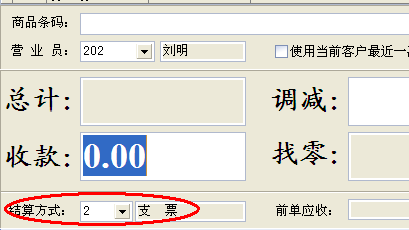 商品条码：
营 业 员： 202 刘明 使用当前客户最近一
总计： 调减：
收款： 0.00 找零：
结算方式： 2 支 票 前单应收：